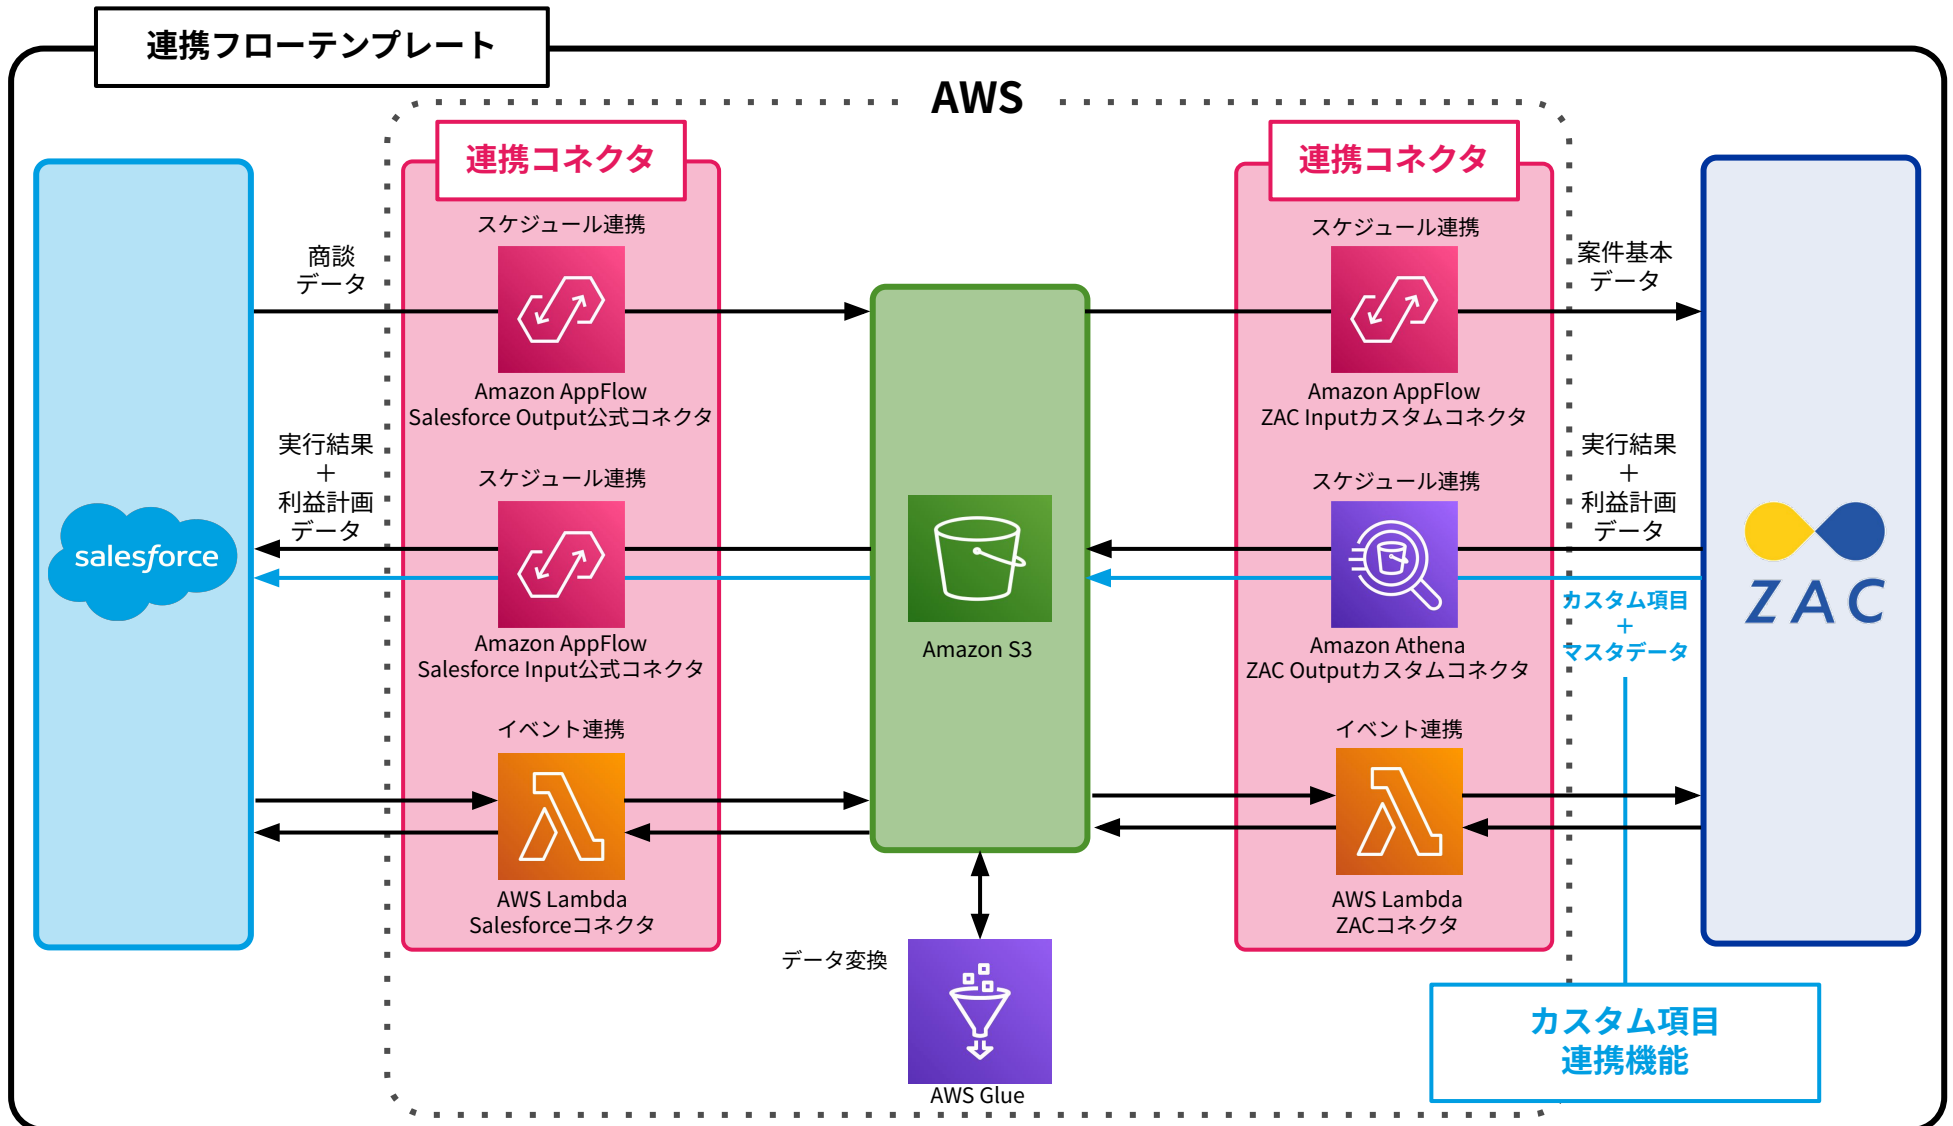 連携フローテンプレート
AWS
連携コネクタ
連携コネクタ
スケジュール連携
スケジュール連携
商談
データ
案件基本
データ
Amazon AppFlow
Salesforce Output公式コネクタ
Amazon AppFlow
ZAC Inputカスタムコネクタ
実行結果
+
利益計画
データ
スケジュール連携
スケジュール連携
実行結果
+
利益計画
データ
salesforce
ZAC
カスタム項目
+
マスタデータ
Amazon AppFlow
Salesforce Input公式コネクタ
Amazon S3
Amazon Athena
ZAC Outputカスタムコネクタ
イベント連携
イベント連携
AWS Lambda
Salesforceコネクタ
AWS Lambda
ZACコネクタ
データ変換
AWS Glue
カスタム項目
連携機能